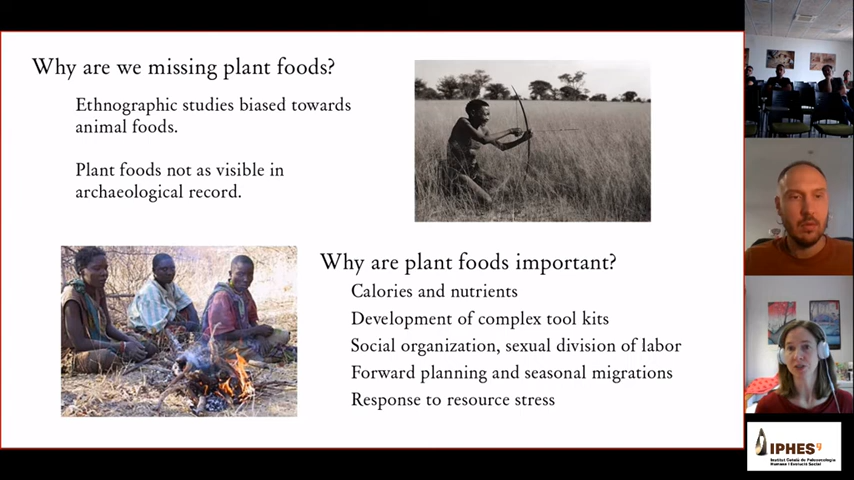 Why are we missing plant foods?
Ethnographic studies biased towards
animal foods.
Plant foods not as visible in
archaeological record.
Why are plant foods important?
Calories and nutrients
Development of complex tool kits
Social organization, sexual division of labor
Forward planning and seasonal migrations
Response to resource stress
IPHES
Institut Català de Paleoecologia
Humana i Evolució Social